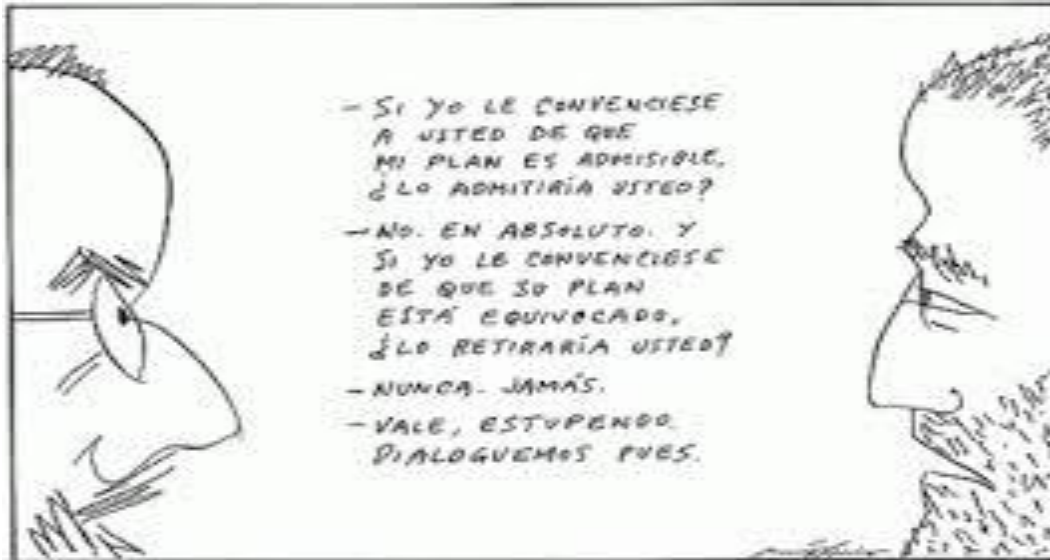 - SI YO LE CONVENCIESE
A USTED DE QUE
MI PLAN ES ADMISIBLE,
¿LO ADMITIRÍA USTED?
- NO. EN ABSOLUTO. Y
SI YO LE CONVENCIESE
DE QUE SU PLAN
ESTÁ EQUIVOCADO,
¿LO RETIRARÍA USTED?
- NUNCA. JAMÁS.
- VALE, ESTUPENDO.
DIALOGUEMOS PUES.